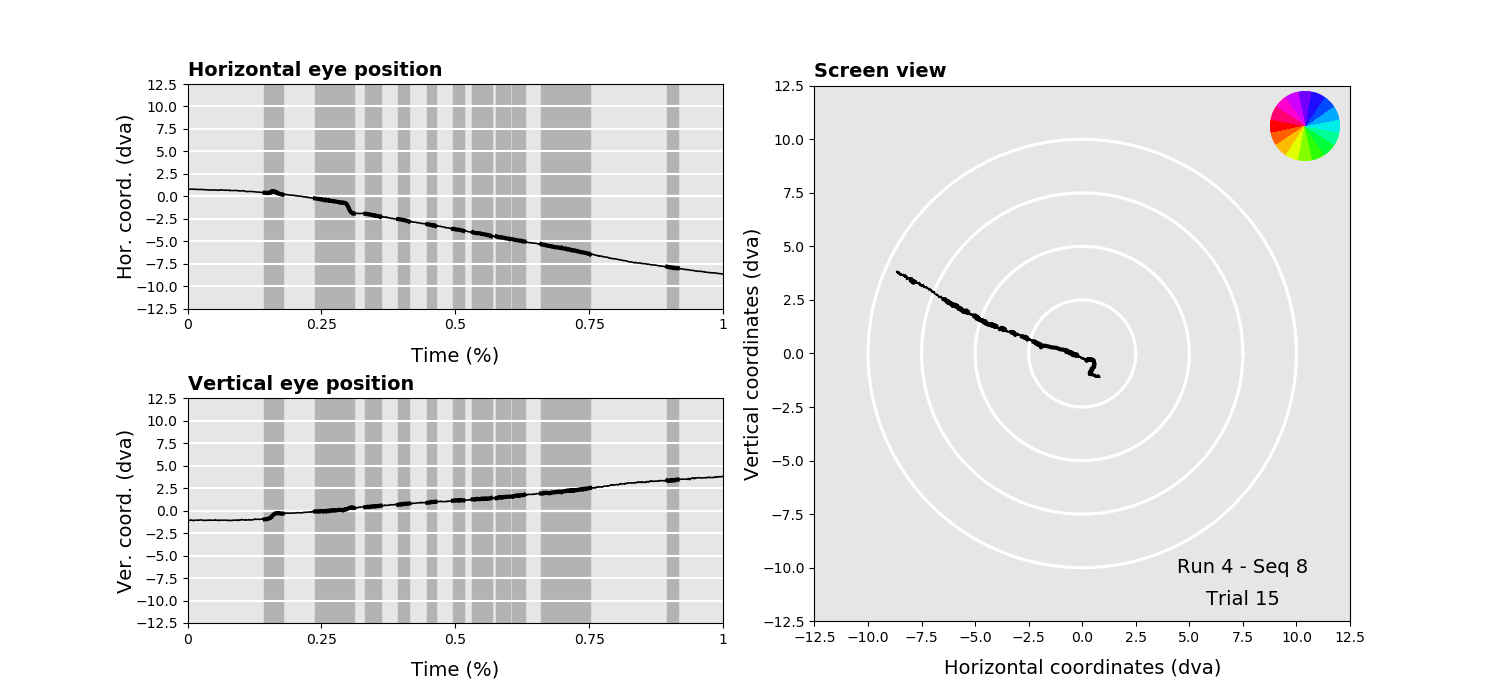 Horizontal eye position
Hor. coord. (dva)
12.5
10.0
7.5
5.0
2.5
0.0
−2.5
−5.0
−7.5
−10.0
−12.5
0 0.25 0.5 0.75 1
Time (%)
Vertical eye position
Ver. coord. (dva)
12.5
10.0
7.5
5.0
2.5
0.0
−2.5
−5.0
−7.5
−10.0
−12.5
0 0.25 0.5 0.75 1
Time (%)
Screen view
Vertical coordinates (dva)
12.5
10.0
7.5
5.0
2.5
0.0
−2.5
−5.0
−7.5
−10.0
−12.5
Run 4 - Seq 8
Trial 15
−12.5 −10.0 −7.5 −5.0 −2.5 0.0 2.5 5.0 7.5 10.0 12.5
Horizontal coordinates (dva)